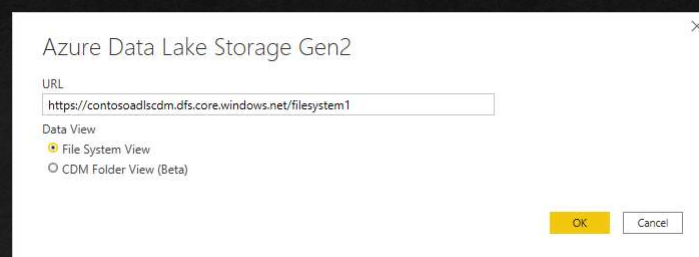 Azure Data Lake Storage Gen2
URL
https://contosoadlscdm.dfs.core.windows.net/filesystem1
Data View
File System View
CDM Folder View (Beta)
OK Cancel